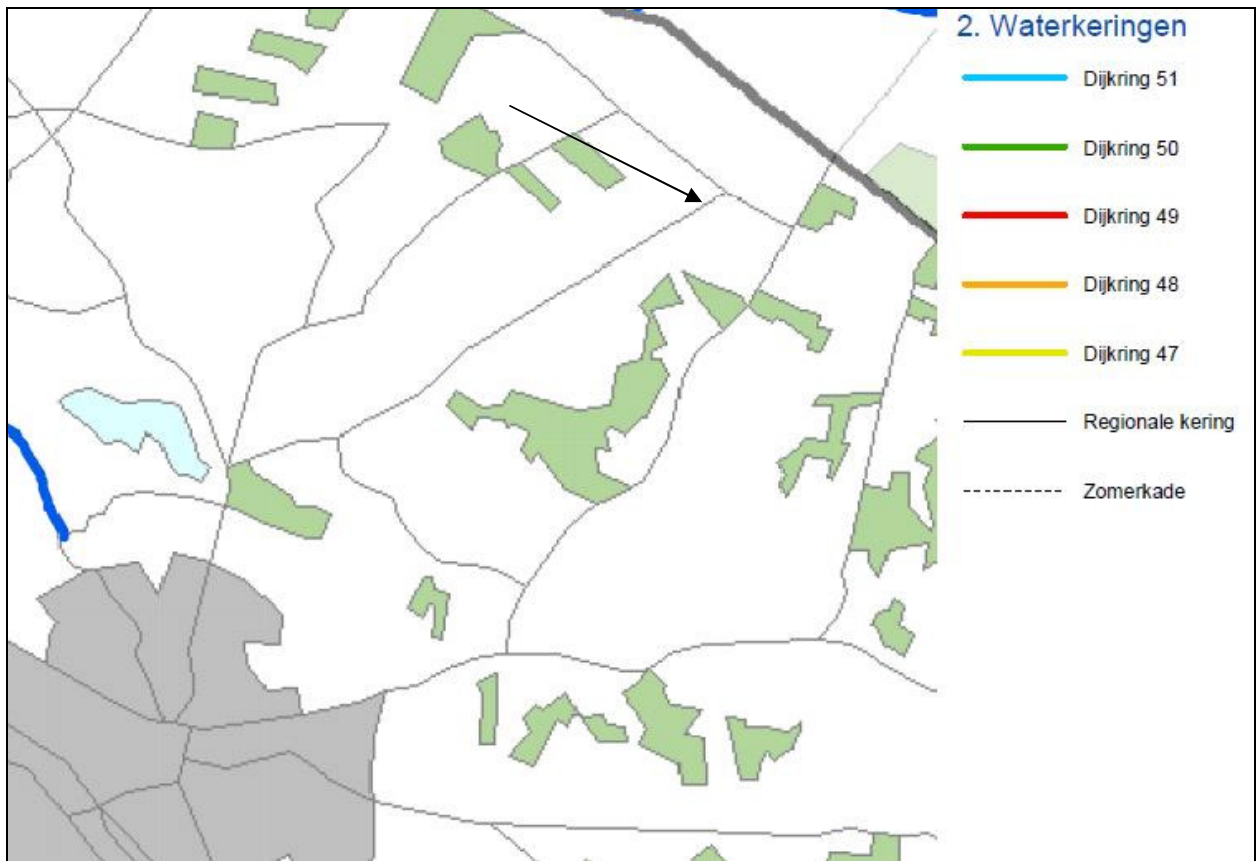 2. Waterkeringen
Dijkring 51
Dijkring 50
Dijkring 49
Dijkring 48
Dijkring 47
Regionale kering
Zomerkade